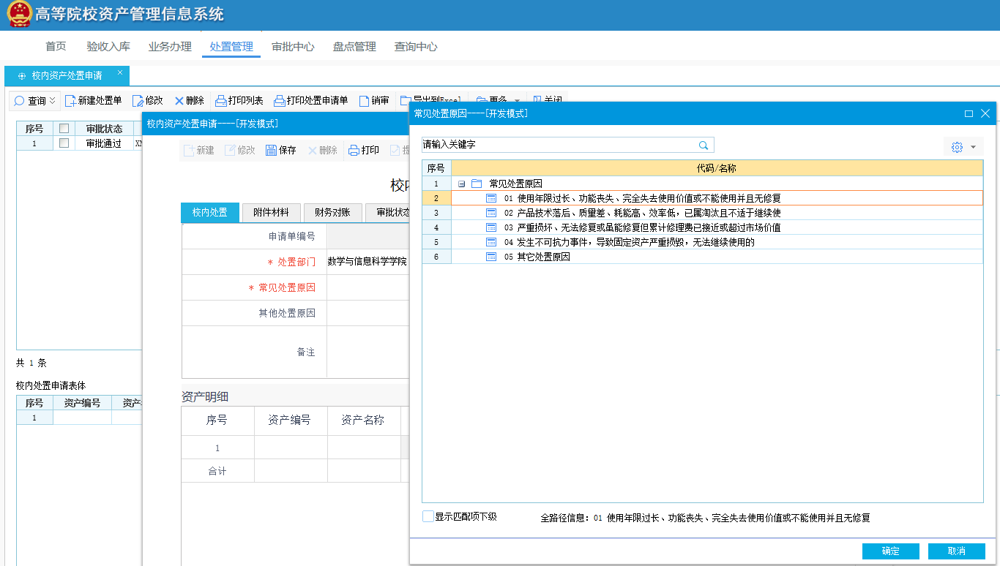 高等院校资产管理信息系统
首页 验收入库 业务办理 处置管理 审批中心 盘点管理 查询中心
校内资产处置申请
查询 新建处置单 修改 删除 打印列表 打印处置申请单 销审 导出到Excel 更多 关闭
序号 审批状态
1 审批通过
共 1 条
校内处置申请表体
序号 资产编号 资产
1
校内资产处置申请----[开发模式]
新建 修改 保存 删除 打印
校内
校内处置 附件材料 财务对账 审批状态
申请单编号
* 处置部门 数学与信息科学学院
* 常见处置原因
其他处置原因
备注
资产明细
序号 资产编号 资产名称
1
合计
常见处置原因----[开发模式]
请输入关键字
序号 代码/名称
1 常见处置原因
2 01 使用年限过长、功能丧失、完全失去使用价值或不能使用并且无修复
3 02 产品技术落后、质量差、耗能高、效率低，已属淘汰且不适于继续使
4 03 严重损坏、无法修复或虽能修复但累计修理费已接近或超过市场价值
5 04 发生不可抗力事件，导致固定资产严重损毁，无法继续使用的
6 05 其它处置原因
显示匹配项下级 全路径信息：01 使用年限过长、功能丧失、完全失去使用价值或不能使用并且无修复
确定 取消